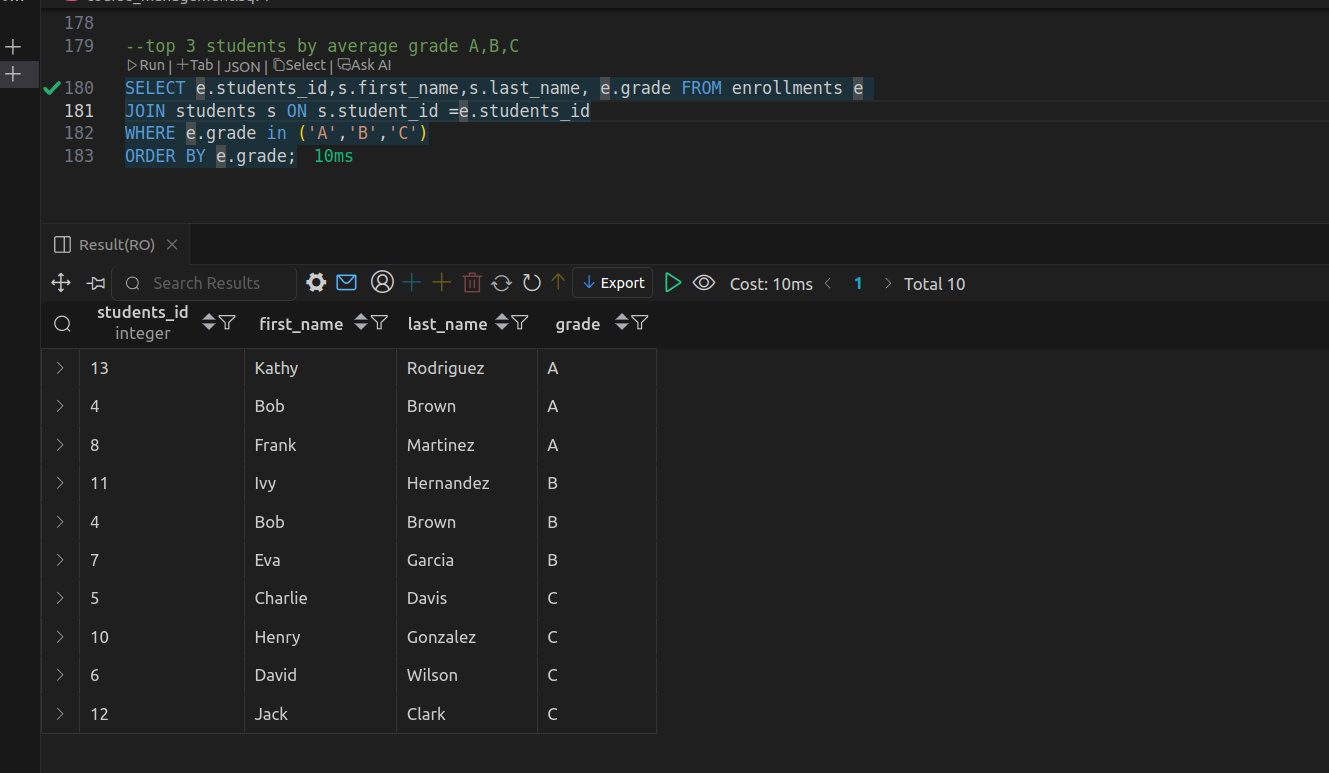 178
179 --top 3 students by average grade A,B,C
Run | Tab | JSON | Select | Ask AI
180 SELECT e.students_id,s.first_name,s.last_name, e.grade FROM enrollments e
181 JOIN students s ON s.student_id =e.students_id
182 WHERE e.grade in ('A','B','C')
183 ORDER BY e.grade; 10ms
Result(RO)
Search Results Export Cost: 10ms 1 Total 10
students_id integer first_name last_name grade
13 Kathy Rodriguez A
4 Bob Brown A
8 Frank Martinez A
11 Ivy Hernandez B
4 Bob Brown B
7 Eva Garcia B
5 Charlie Davis C
10 Henry Gonzalez C
6 David Wilson C
12 Jack Clark C